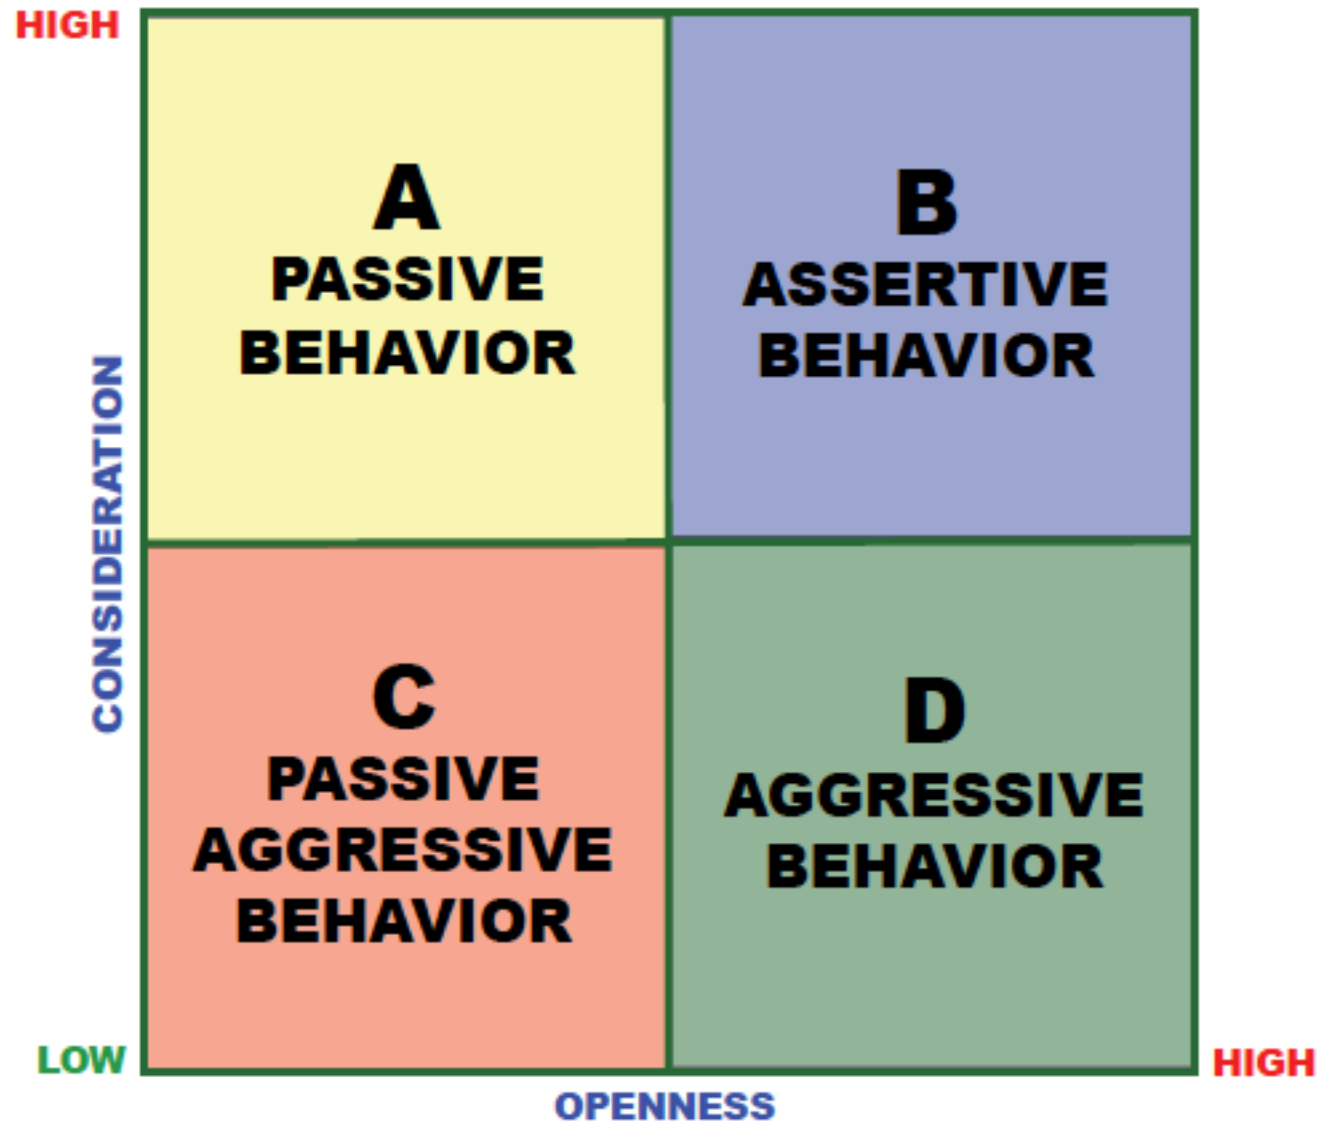 HIGH
A
PASSIVE
BEHAVIOR
B
ASSERTIVE
BEHAVIOR
CONSIDERATION
C
PASSIVE
AGGRESSIVE
BEHAVIOR
D
AGGRESSIVE
BEHAVIOR
LOW
HIGH
OPENNESS